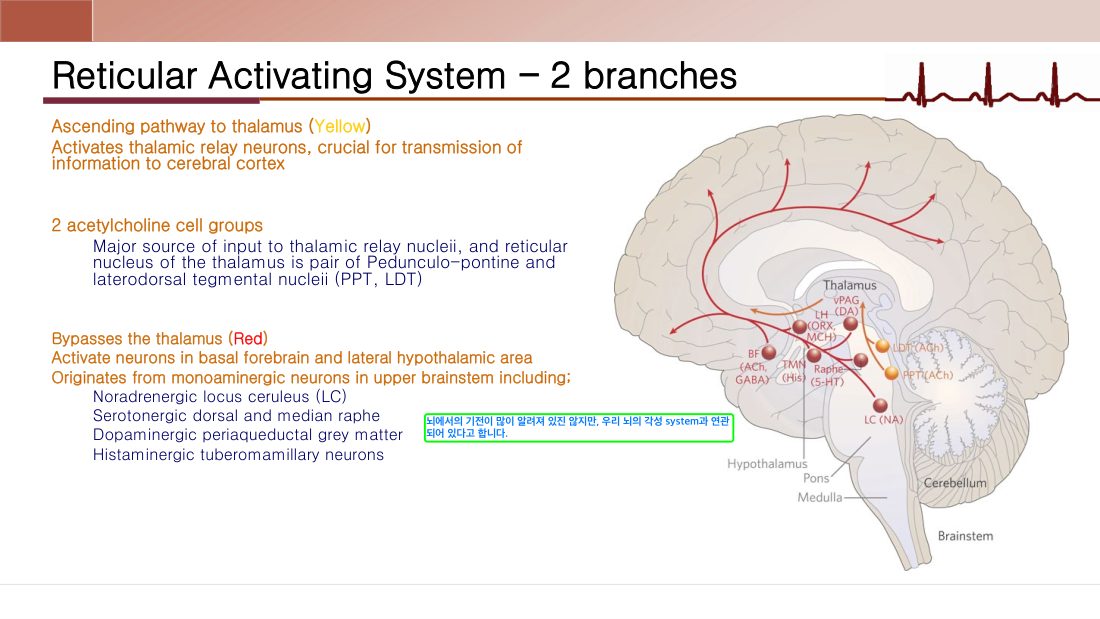 Reticular Activating System – 2 branches
Ascending pathway to thalamus (Yellow)
Activates thalamic relay neurons, crucial for transmission of
information to cerebral cortex
2 acetylcholine cell groups
Major source of input to thalamic relay nucleii, and reticular
nucleus of the thalamus is pair of Pedunculo-pontine and
laterodorsal tegmental nucleii (PPT, LDT)
Bypasses the thalamus (Red)
Activate neurons in basal forebrain and lateral hypothalamic area
Originates from monoaminergic neurons in upper brainstem including;
Noradrenergic locus ceruleus (LC)
Serotonergic dorsal and median raphe
Dopaminergic periaqueductal grey matter
Histaminergic tuberomamillary neurons
뇌에서의 기전이 많이 알려져 있진 않지만, 우리 뇌의 각성 system과 연관
되어 있다고 합니다.
Thalamus
vPAG
(DA)
LH
(ORX,
MCH)
BF
(ACh,
GABA)
TMN
(His)
Raphe
(5-HT)
LDT (ACh)
PPT (ACh)
LC (NA)
Hypothalamus
Pons
Medulla
Cerebellum
Brainstem